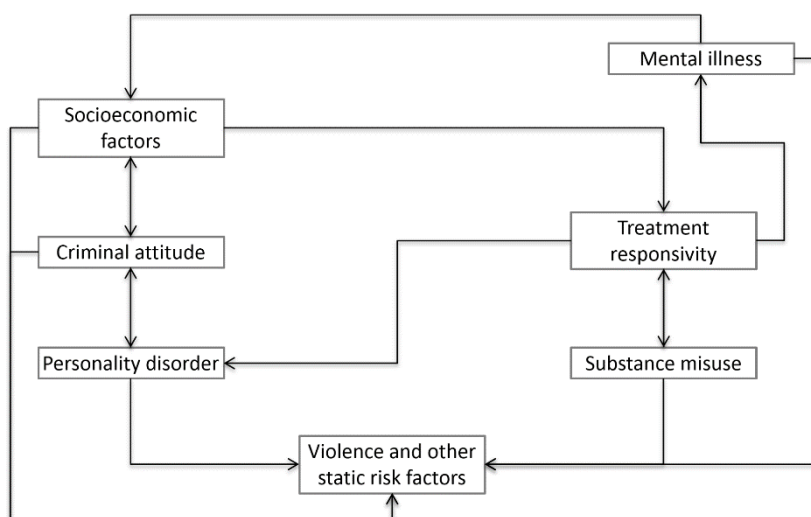 Mental illness
Socioeconomic
factors
Treatment
responsivity
Criminal attitude
Personality disorder
Substance misuse
Violence and other
static risk factors